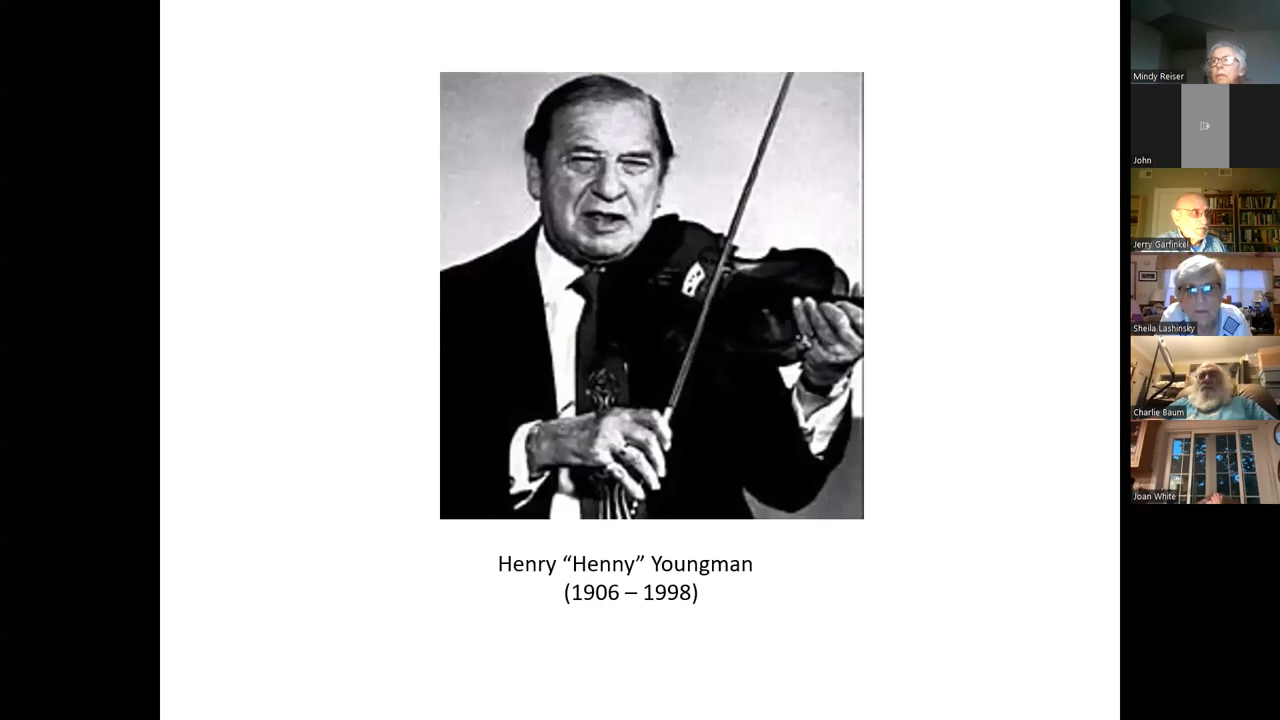 Henry “Henny” Youngman
(1906 – 1998)
Mindy Reiser
John
Jerry Garfinkel
Sheila Lashinsky
Charlie Baum
Joan White